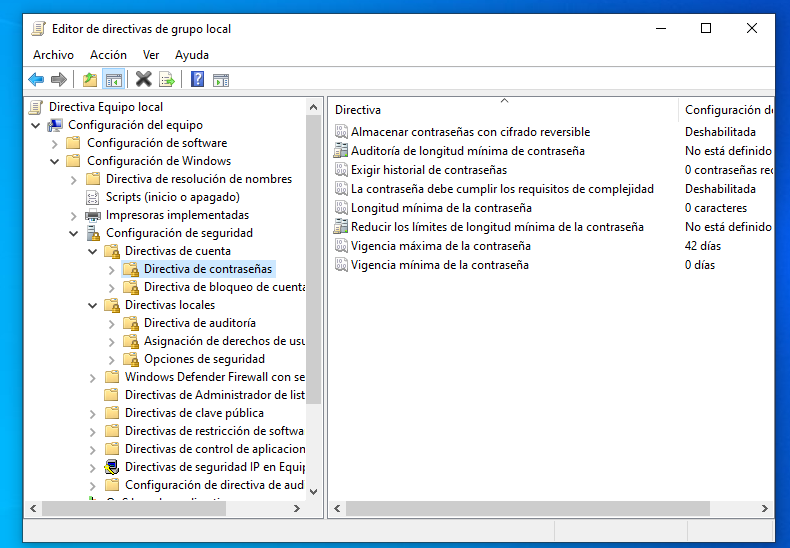 Editor de directivas de grupo local
Archivo Acción Ver Ayuda
Directiva Equipo local
Configuración del equipo
Configuración de software
Configuración de Windows
Directiva de resolución de nombres
Scripts (inicio o apagado)
Impresoras implementadas
Configuración de seguridad
Directivas de cuenta
Directiva de contraseñas
Directiva de bloqueo de cuenta
Directivas locales
Directiva de auditoría
Asignación de derechos de usu
Opciones de seguridad
Windows Defender Firewall con se
Directivas de Administrador de list
Directivas de clave pública
Directivas de restricción de softwa
Directivas de control de aplicacion
Directivas de seguridad IP en Equip
Configuración de directiva de aud
Directiva Configuración de
Almacenar contraseñas con cifrado reversible Deshabilitada
Auditoría de longitud mínima de contraseña No está definido
Exigir historial de contraseñas 0 contraseñas rec
La contraseña debe cumplir los requisitos de complejidad Deshabilitada
Longitud mínima de la contraseña 0 caracteres
Reducir los límites de longitud mínima de la contraseña No está definido
Vigencia máxima de la contraseña 42 días
Vigencia mínima de la contraseña 0 días